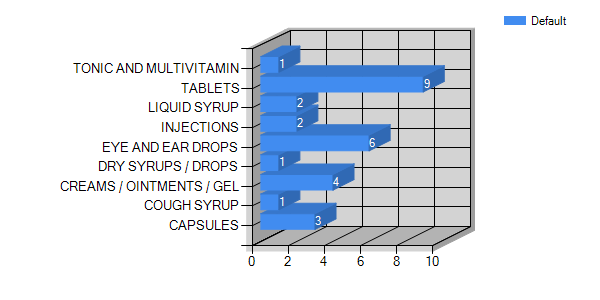 Default
TONIC AND MULTIVITAMIN 1
TABLETS 9
LIQUID SYRUP 2
INJECTIONS 2
EYE AND EAR DROPS 6
DRY SYRUPS / DROPS 1
CREAMS / OINTMENTS / GEL 4
COUGH SYRUP 1
CAPSULES 3
0 2 4 6 8 10